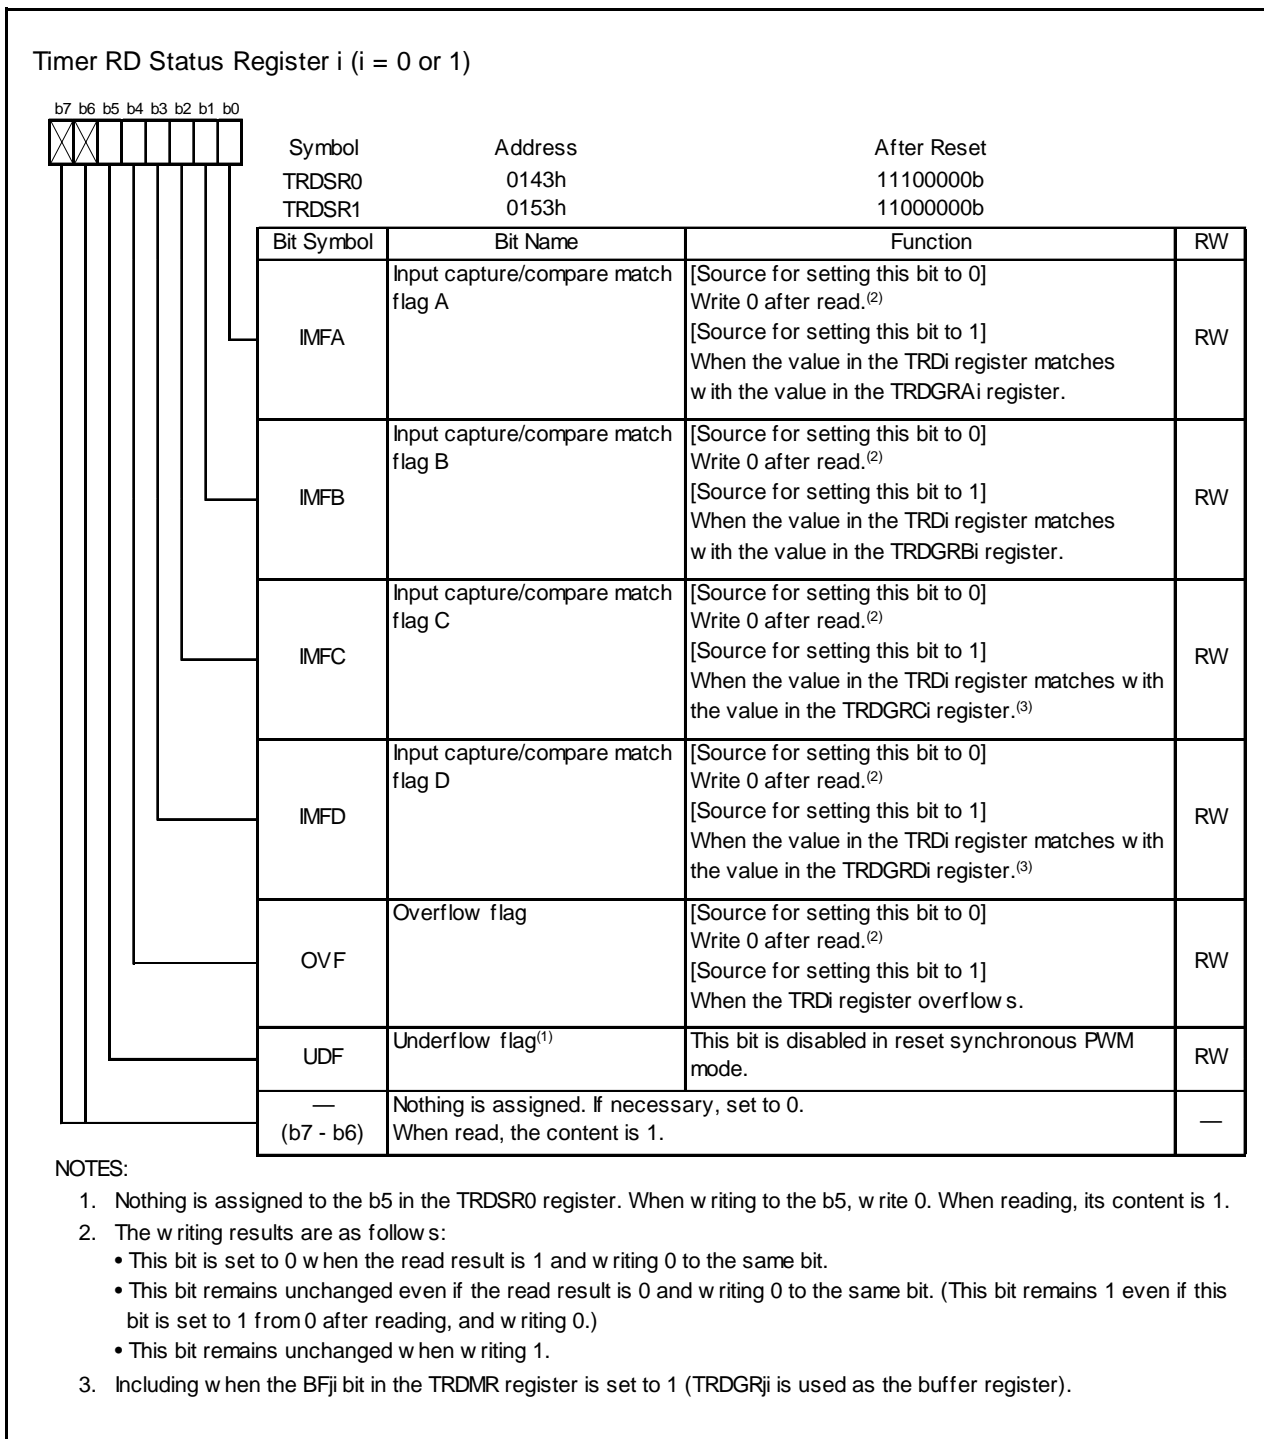 Timer RD Status Register i (i = 0 or 1)
b7 b6 b5 b4 b3 b2 b1 b0
Symbol Address After Reset
TRDSR0 0143h 11100000b
TRDSR1 0153h 11000000b
Bit Symbol Bit Name Function RW
IMFA
Input capture/compare match
flag A
[Source for setting this bit to 0]
Write 0 after read.(2)
[Source for setting this bit to 1]
When the value in the TRDi register matches
with the value in the TRDGRAi register.
RW
IMFB
Input capture/compare match
flag B
[Source for setting this bit to 0]
Write 0 after read.(2)
[Source for setting this bit to 1]
When the value in the TRDi register matches
with the value in the TRDGRBi register.
RW
IMFC
Input capture/compare match
flag C
[Source for setting this bit to 0]
Write 0 after read.(2)
[Source for setting this bit to 1]
When the value in the TRDi register matches with
the value in the TRDGRCi register.(3)
RW
IMFD
Input capture/compare match
flag D
[Source for setting this bit to 0]
Write 0 after read.(2)
[Source for setting this bit to 1]
When the value in the TRDi register matches with
the value in the TRDGRDi register.(3)
RW
OVF
Overflow flag
[Source for setting this bit to 0]
Write 0 after read.(2)
[Source for setting this bit to 1]
When the TRDi register overflows.
RW
UDF
Underflow flag(1)
This bit is disabled in reset synchronous PWM
mode.
RW
—
(b7 - b6)
Nothing is assigned. If necessary, set to 0.
When read, the content is 1.
—
NOTES:
1. Nothing is assigned to the b5 in the TRDSR0 register. When writing to the b5, write 0. When reading, its content is 1.
2. The writing results are as follows:
• This bit is set to 0 when the read result is 1 and writing 0 to the same bit.
• This bit remains unchanged even if the read result is 0 and writing 0 to the same bit. (This bit remains 1 even if this
bit is set to 1 from 0 after reading, and writing 0.)
• This bit remains unchanged when writing 1.
3. Including when the BFji bit in the TRDMR register is set to 1 (TRDGRji is used as the buffer register).